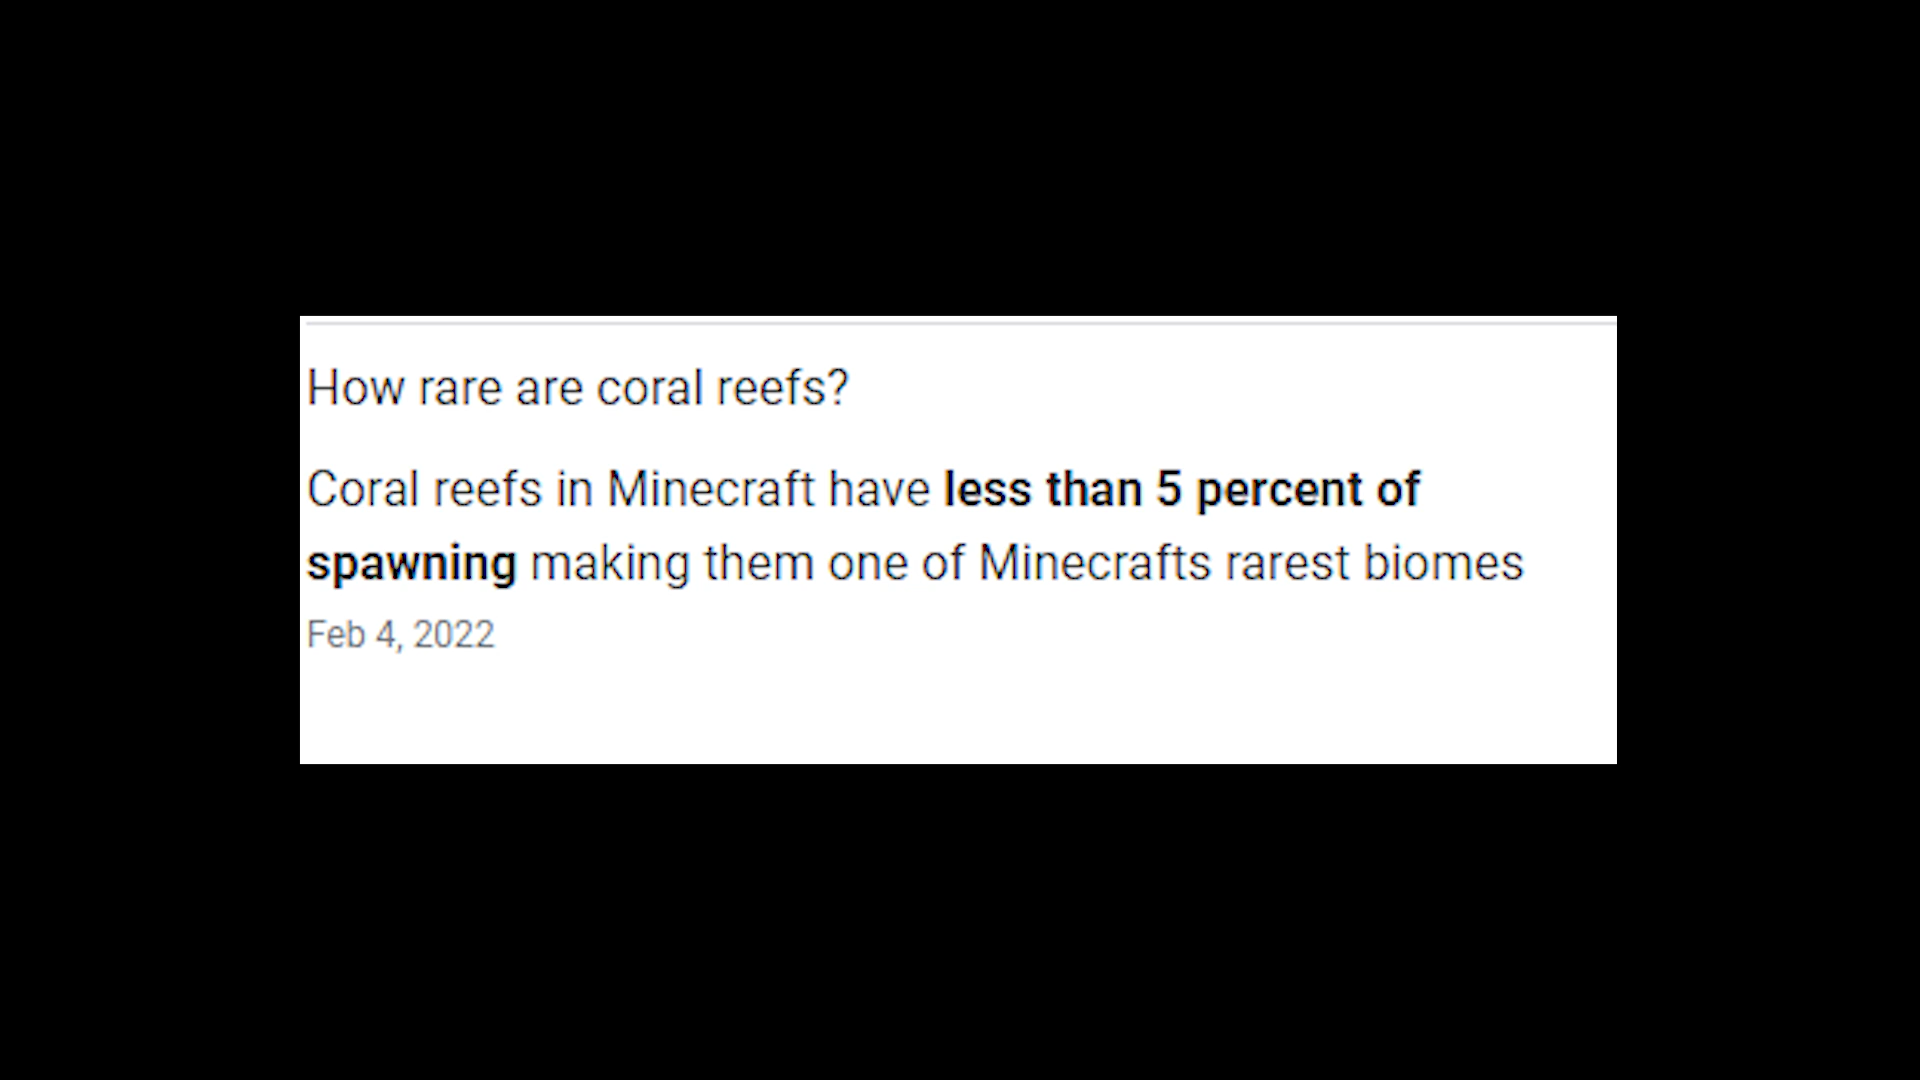 How rare are coral reefs?
Coral reefs in Minecraft have less than 5 percent of
spawning making them one of Minecrafts rarest biomes
Feb 4, 2022